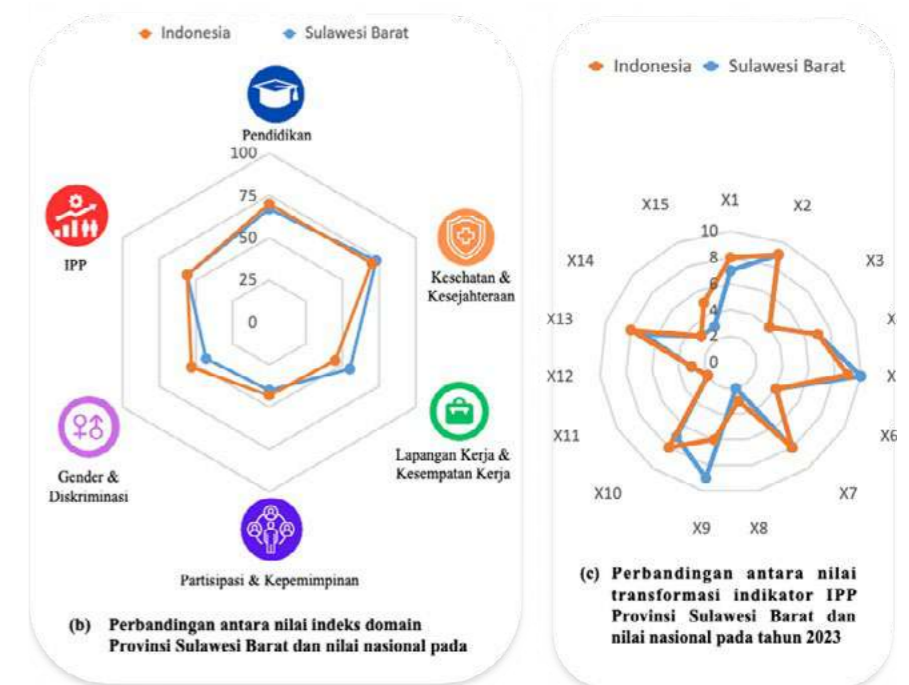 Indonesia Sulawesi Barat
Pendidikan
100
75
50
25
0
IPP
Kesehatan &
Kesejahteraan
Lapangan Kerja &
Kesempatan Kerja
Gender &
Diskriminasi
Partisipasi & Kepemimpinan
(b) Perbandingan antara nilai indeks domain
Provinsi Sulawesi Barat dan nilai nasional pada
Indonesia Sulawesi Barat
X1
X2
X3
X6
X7
X8
X9
X10
X11
X12
X13
X14
X15
10
8
6
4
2
0
(c) Perbandingan antara nilai
transformasi indikator IPP
Provinsi Sulawesi Barat dan
nilai nasional pada tahun 2023